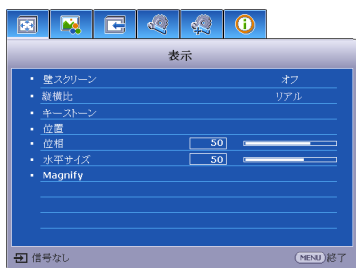 表示
壁スクリーン オフ
縦横比 リアル
キーストーン
位置
位相 50
水平サイズ 50
Magnify
信号なし MENU 終了